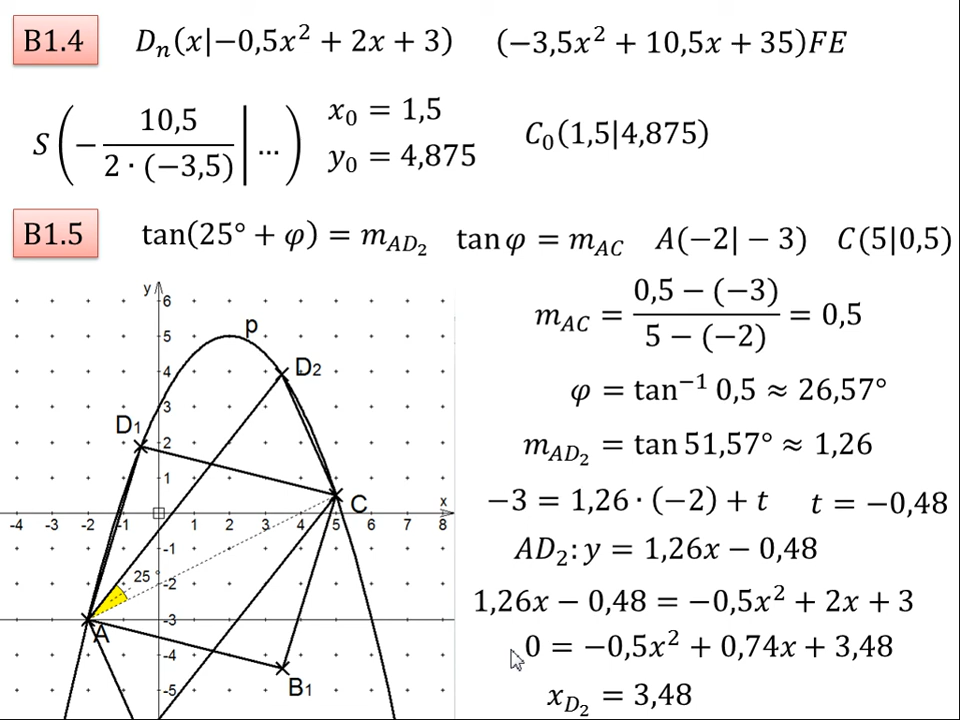 B1.4 Dₙ(x|−0,5x² + 2x + 3) (−3,5x² + 10,5x + 35)FE
S(−10,5/(2 · (−3,5))|...) x₀ = 1,5
y₀ = 4,875
C₀(1,5|4,875)
B1.5 tan(25° + φ) = m_AD₂ tan φ = m_AC A(−2|−3) C(5|0,5)
m_AC = (0,5 − (−3))/(5 − (−2)) = 0,5
φ = tan⁻¹ 0,5 ≈ 26,57°
m_AD₂ = tan 51,57° ≈ 1,26
−3 = 1,26 · (−2) + t t = −0,48
AD₂: y = 1,26x − 0,48
1,26x − 0,48 = −0,5x² + 2x + 3
0 = −0,5x² + 0,74x + 3,48
x_D₂ = 3,48
y
6
5
p
4
D2
3
D1
2
1
C
x
-4 -3 -2 -1 1 2 3 4 5 6 7 8
-1
25 °
-2
-3
A
-4
B1
-5